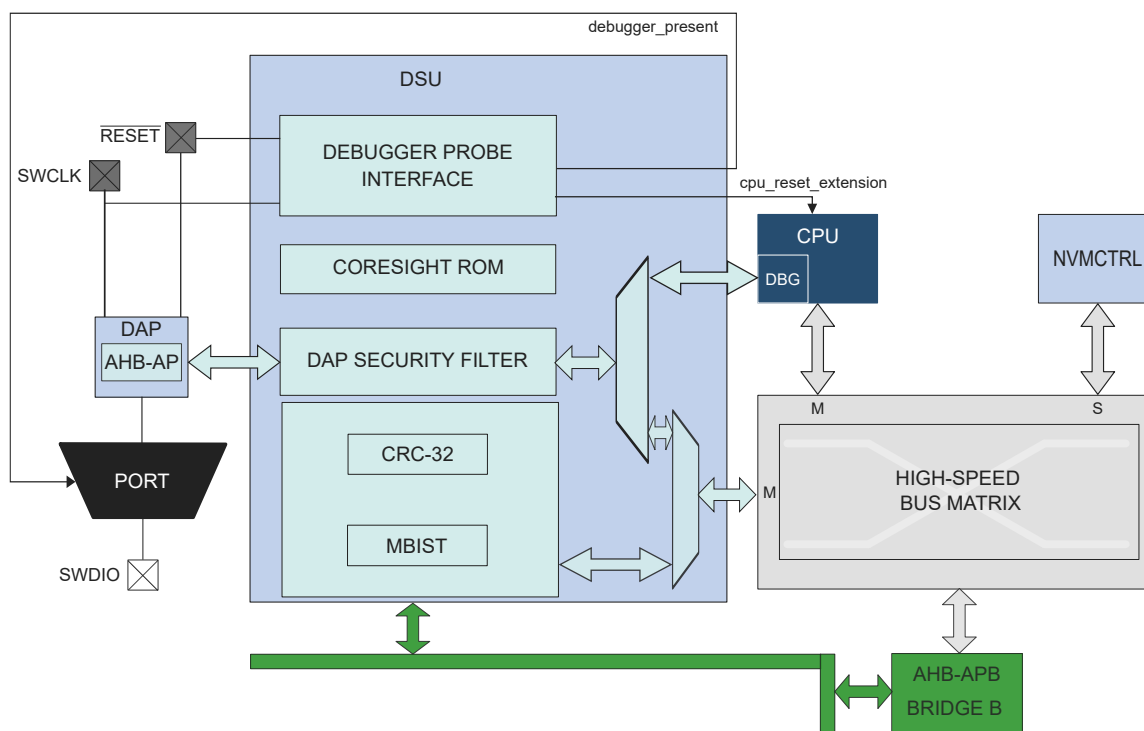 debugger_present
DSU
RESET
DEBUGGER PROBE
INTERFACE
SWCLK
cpu_reset_extension
CPU
DBG
NVMCTRL
CORESIGHT ROM
DAP
AHB-AP
DAP SECURITY FILTER
M
S
CRC-32
PORT
HIGH-SPEED
BUS MATRIX
M
MBIST
SWDIO
AHB-APB
BRIDGE B